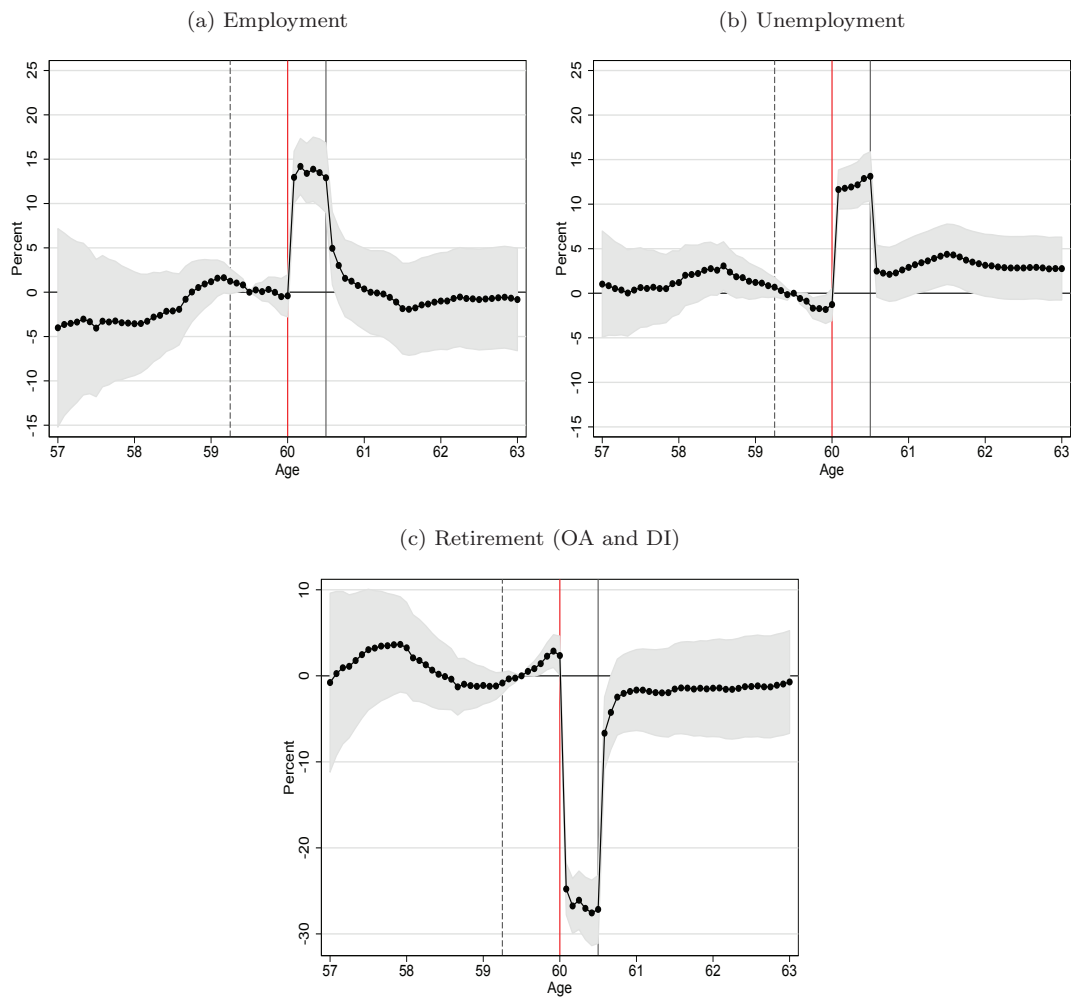 (a) Employment
25
20
15
10
5
0
-5
-10
-15
Percent
57 58 59 60 61 62 63
Age
(b) Unemployment
25
20
15
10
5
0
-5
-10
-15
Percent
57 58 59 60 61 62 63
Age
(c) Retirement (OA and DI)
10
0
-10
-20
-30
Percent
57 58 59 60 61 62 63
Age